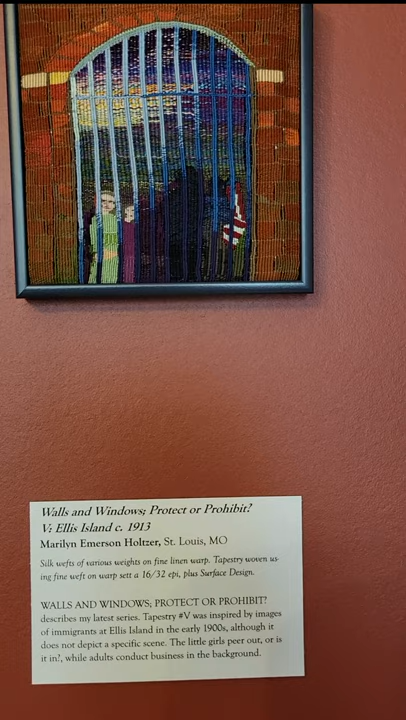 Walls and Windows; Protect or Prohibit?
V: Ellis Island c. 1913
Marilyn Emerson Holtzer, St. Louis, MO
Silk wefts of various weights on fine linen warp. Tapestry woven us-
ing fine weft on warp sett a 16/32 epi, plus Surface Design.
WALLS AND WINDOWS; PROTECT OR PROHIBIT?
describes my latest series. Tapestry #V was inspired by images
of immigrants at Ellis Island in the early 1900s, although it
does not depict a specific scene. The little girls peer out, or is
it in?, while adults conduct business in the background.